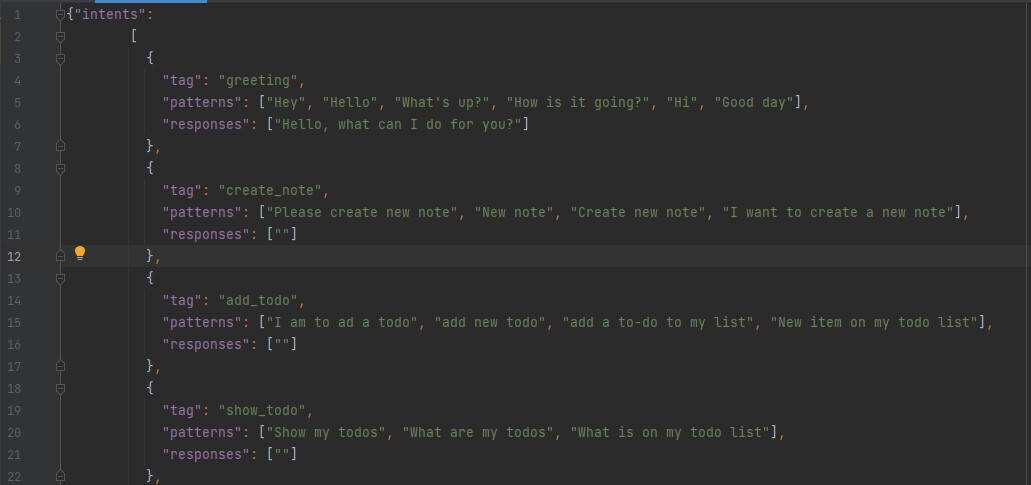 1 {"intents":
2 [
3 {
4 "tag": "greeting",
5 "patterns": ["Hey", "Hello", "What's up?", "How is it going?", "Hi", "Good day"],
6 "responses": ["Hello, what can I do for you?"]
7 },
8 {
9 "tag": "create_note",
10 "patterns": ["Please create new note", "New note", "Create new note", "I want to create a new note"],
11 "responses": [""]
12 },
13 {
14 "tag": "add_todo",
15 "patterns": ["I am to ad a todo", "add new todo", "add a to-do to my list", "New item on my todo list"],
16 "responses": [""]
17 },
18 {
19 "tag": "show_todo",
20 "patterns": ["Show my todos", "What are my todos", "What is on my todo list"],
21 "responses": [""]
22 },